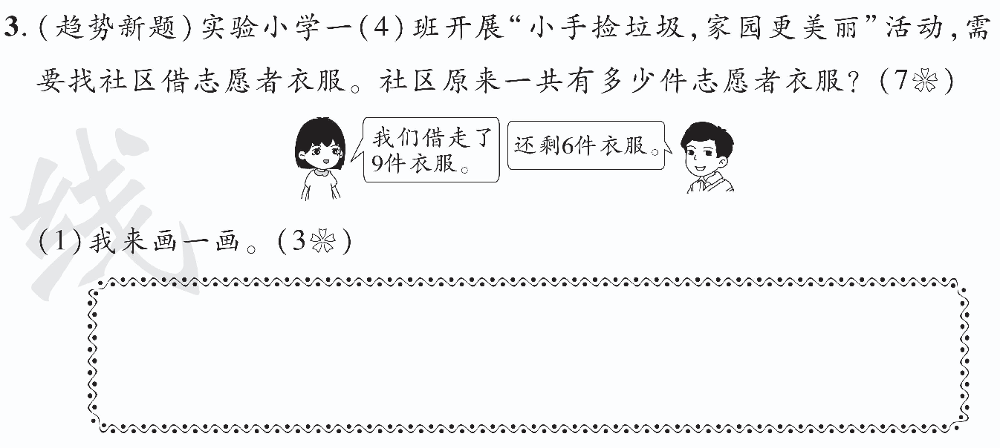 3.(趋势新题)实验小学一(4)班开展“小手捡垃圾,家园更美丽”活动,需
要找社区借志愿者衣服。社区原来一共有多少件志愿者衣服?(7❀)
我们借走了
9件衣服。
还剩6件衣服。
(1)我来画一画。(3❀)
线